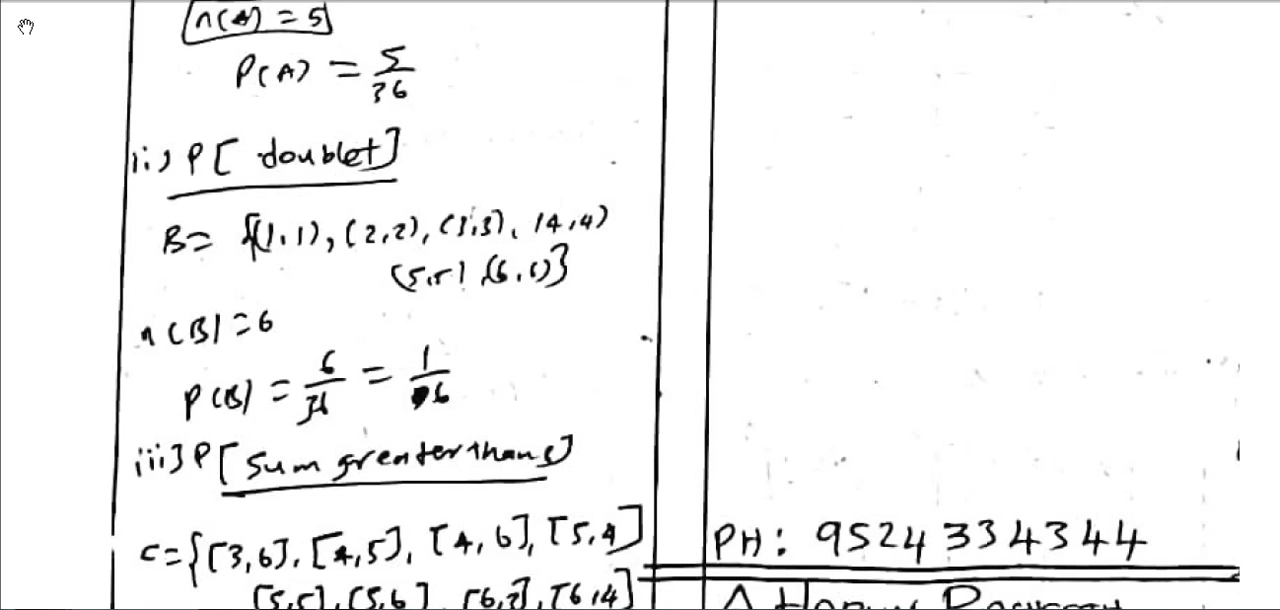 n(A) = 5
P(A) = 5/36
ii) P[ doublet]
B = {(1,1), (2,2), (3,3), (4,4)
(5,5) (6,6)}
n(B) = 6
P(B) = 6/36 = 1/6
iii] P[ Sum greater than
C = {[3,6], [4,5], [4,6], [5,4]
[5,5], [5,6] [6,3], [6,4]
PH: 9524334344